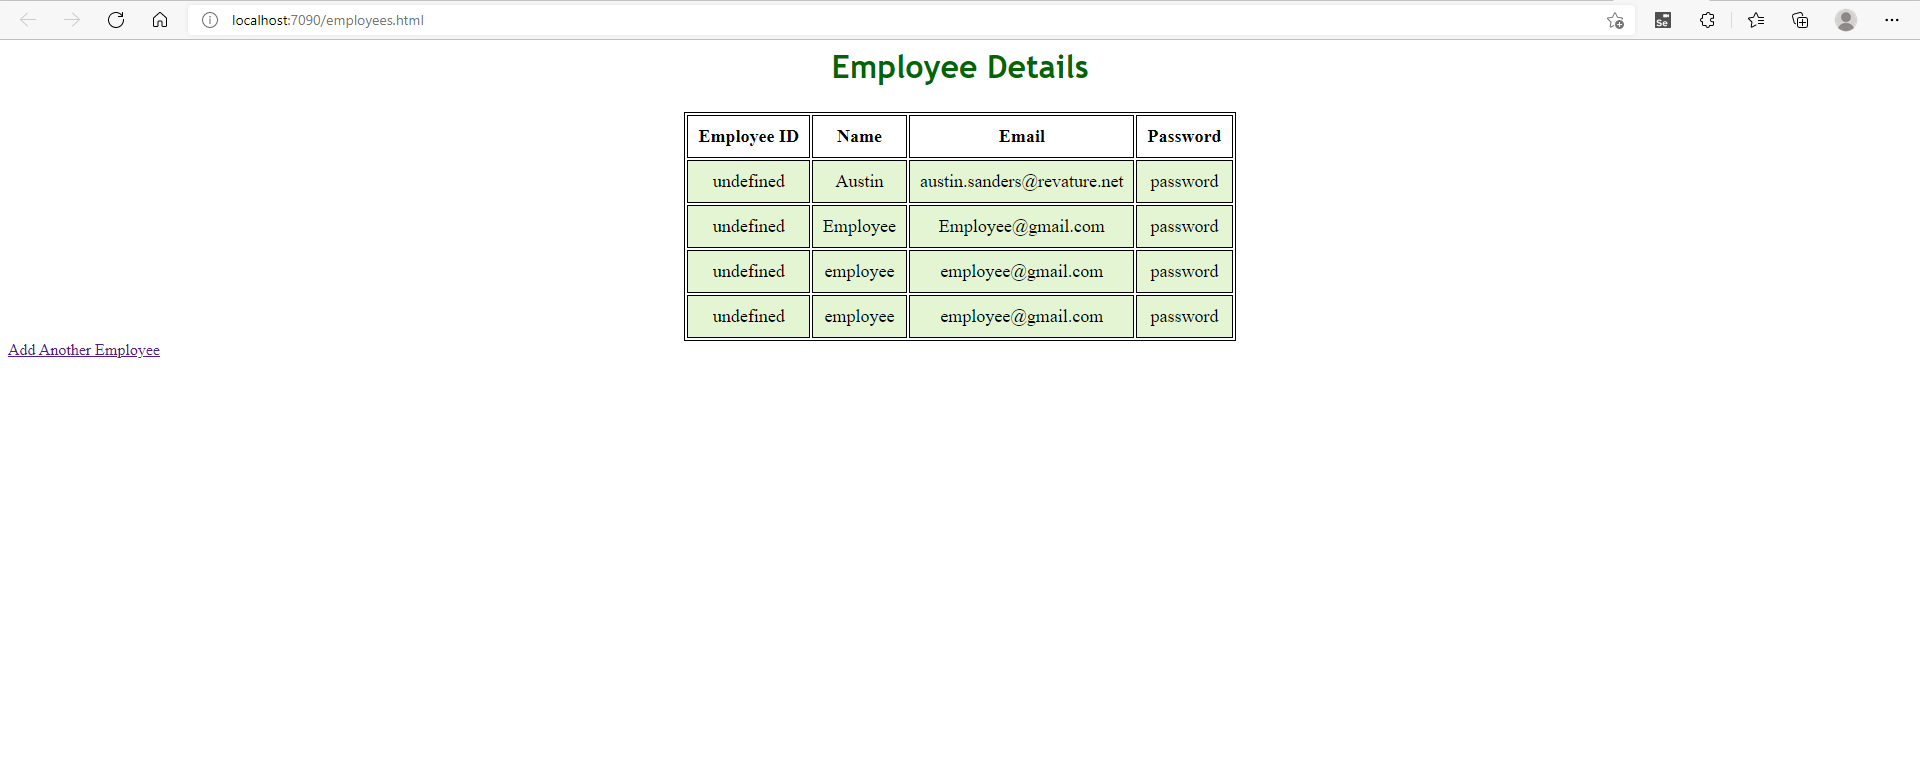 localhost:7090/employees.html
Se
Employee Details
Employee ID Name Email Password
undefined Austin austin.sanders@revature.net password
undefined Employee Employee@gmail.com password
undefined employee employee@gmail.com password
undefined employee employee@gmail.com password
Add Another Employee